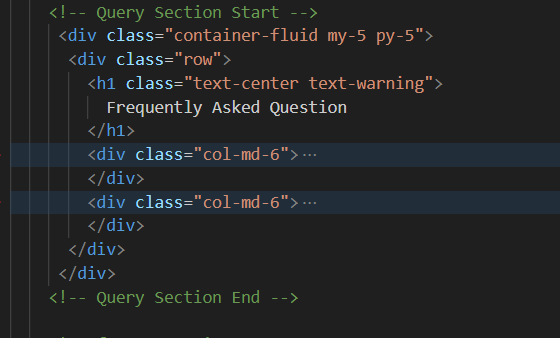 <!-- Query Section Start -->
<div class="container-fluid my-5 py-5">
<div class="row">
<h1 class="text-center text-warning">
Frequently Asked Question
</h1>
<div class="col-md-6">⋯
</div>
<div class="col-md-6">⋯
</div>
</div>
</div>
<!-- Query Section End -->